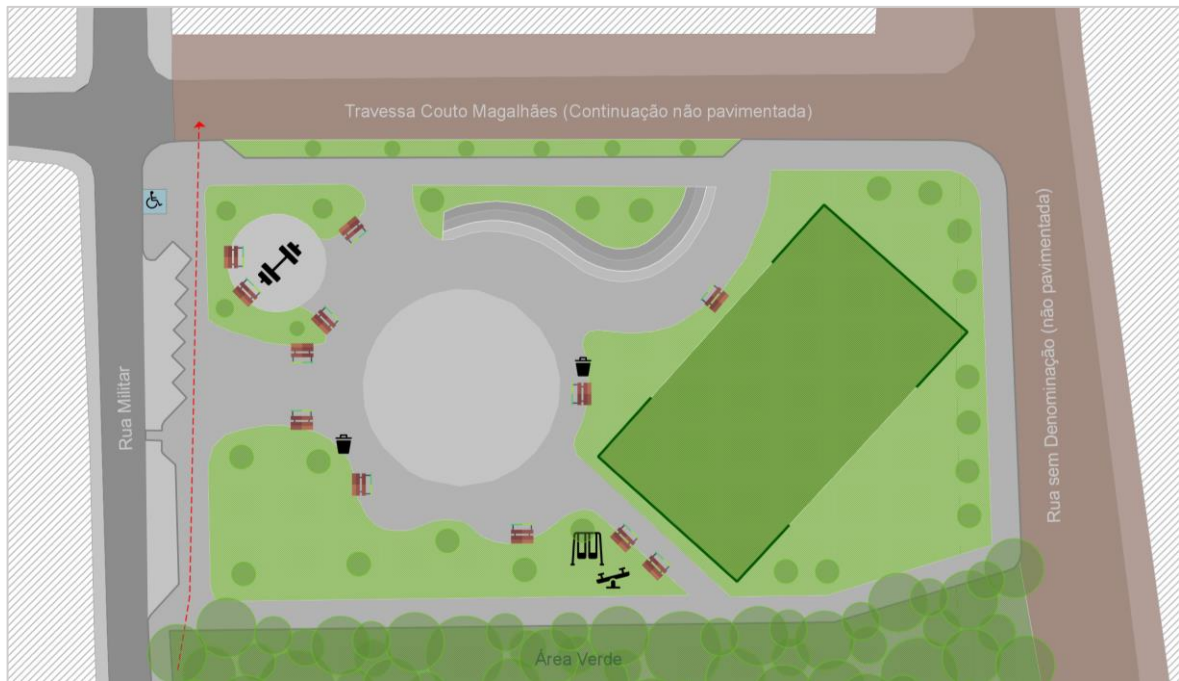 Travessa Couto Magalhães (Continuação não pavimentada)
Rua Militar
Rua sem Denominação (não pavimentada)
Área Verde